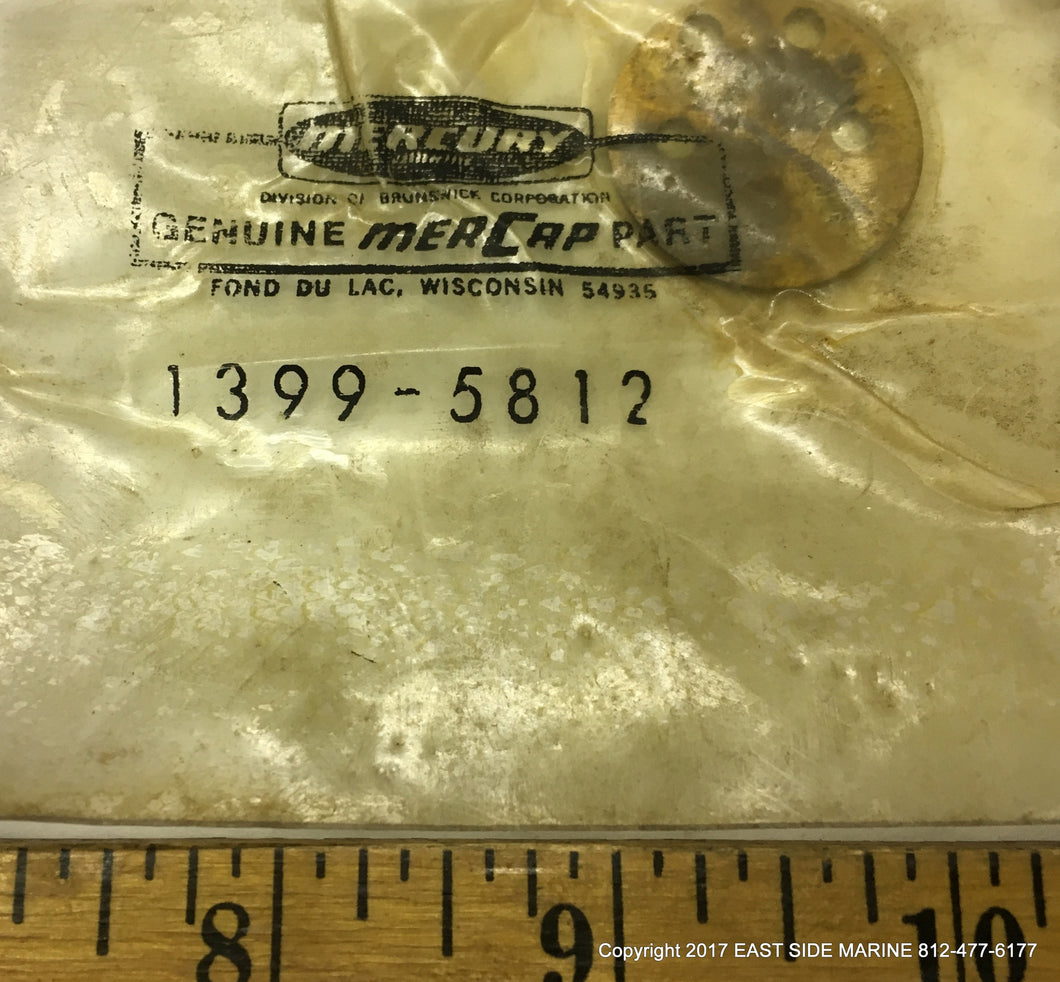 MERCURY
DIVISION OF BRUNSWICK CORPORATION
GENUINE MERCAP PART
FOND DU LAC, WISCONSIN 54935
1399-5812
8 9 10
Copyright 2017 EAST SIDE MARINE 812-477-6177